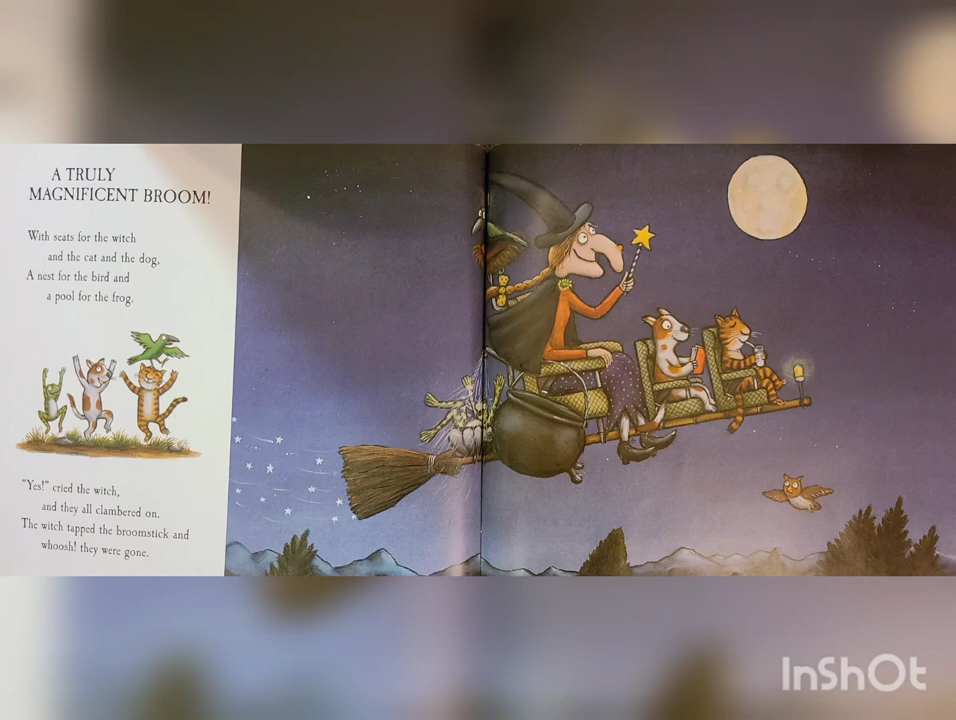 A TRULY
MAGNIFICENT BROOM!
With seats for the witch
and the cat and the dog,
A nest for the bird and
a pool for the frog.
"Yes!" cried the witch,
and they all clambered on.
The witch tapped the broomstick and
whoosh! they were gone.
InShOt